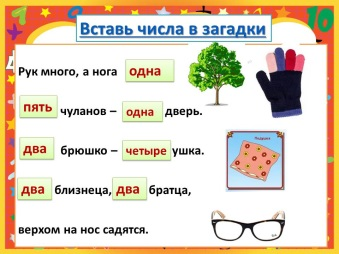 10
Вставь числа в загадки
Рук много, а нога одна
пять чуланов – одна дверь.
два брюшко – четыре ушка.
два близнеца, два братца,
верхом на нос садятся.